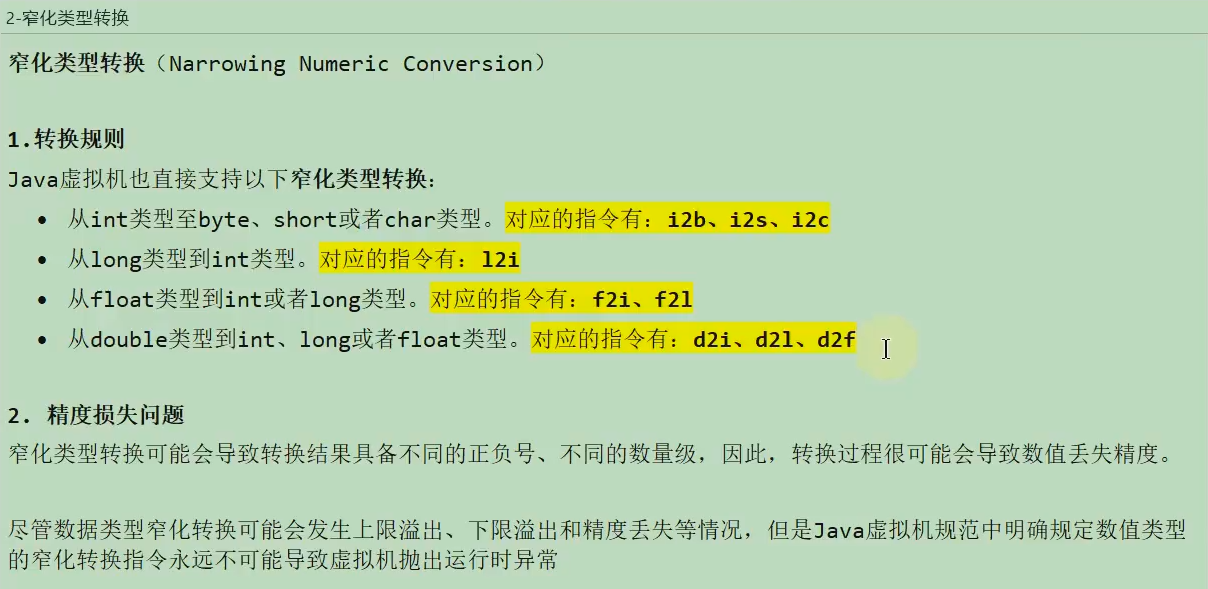 2-窄化类型转换
窄化类型转换（Narrowing Numeric Conversion）
1.转换规则
Java虚拟机也直接支持以下窄化类型转换：
• 从int类型至byte、short或者char类型。对应的指令有：i2b、i2s、i2c
• 从long类型到int类型。对应的指令有：l2i
• 从float类型到int或者long类型。对应的指令有：f2i、f2l
• 从double类型到int、long或者float类型。对应的指令有：d2i、d2l、d2f
2. 精度损失问题
窄化类型转换可能会导致转换结果具备不同的正负号、不同的数量级，因此，转换过程很可能会导致数值丢失精度。
尽管数据类型窄化转换可能会发生上限溢出、下限溢出和精度丢失等情况，但是Java虚拟机规范中明确规定数值类型
的窄化转换指令永远不可能导致虚拟机抛出运行时异常